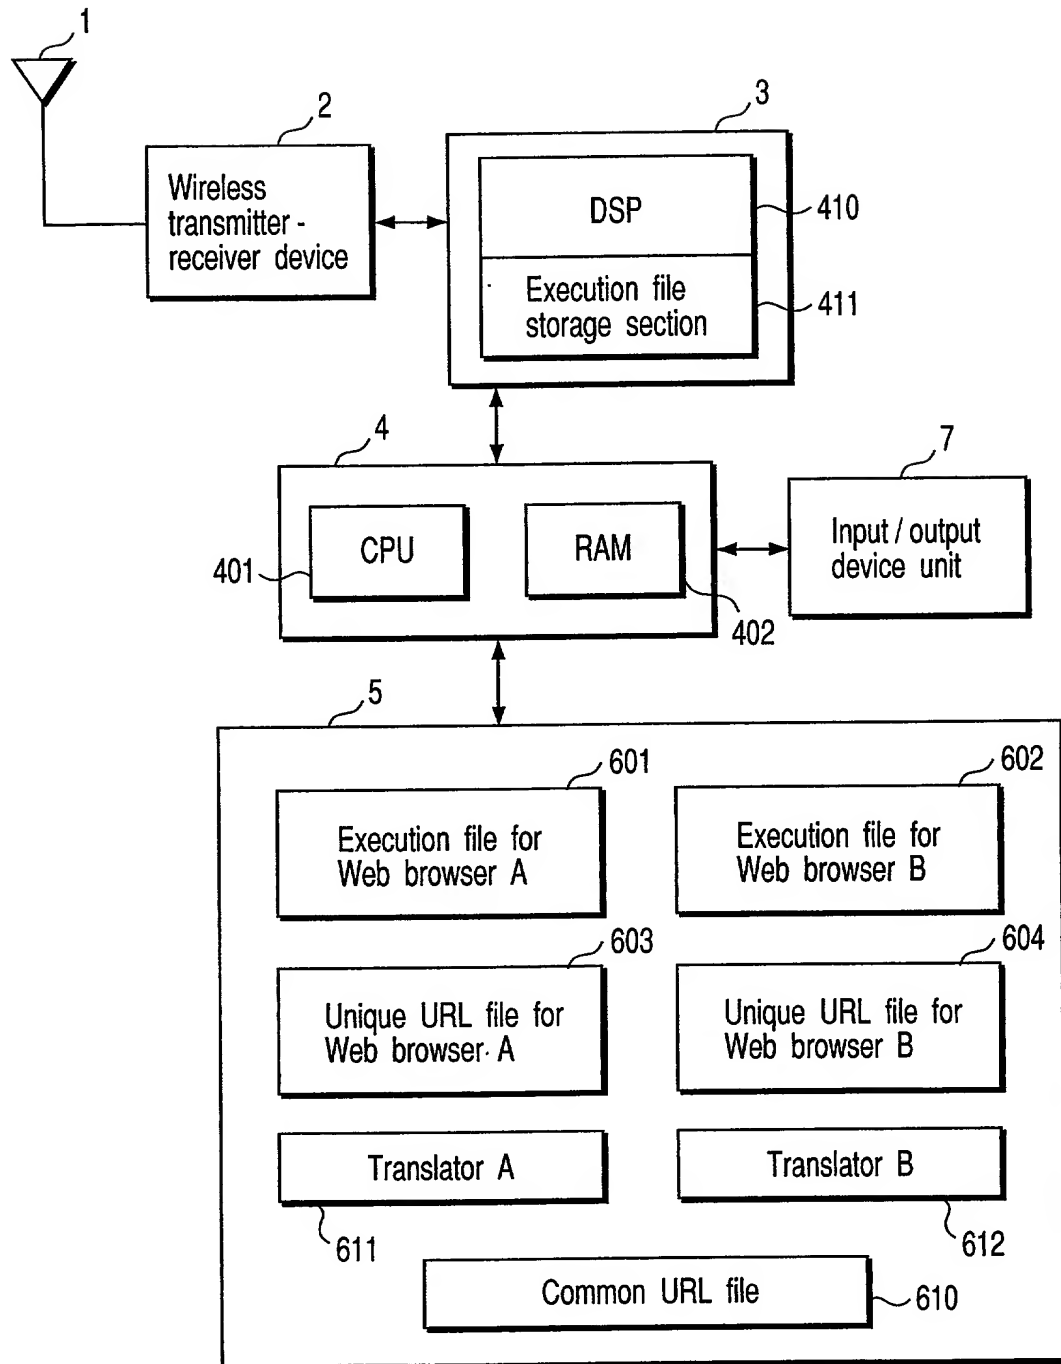 1
2
3
Wireless
transmitter -
receiver device
DSP
410
Execution file
storage section
411
4
7
CPU
RAM
Input / output
device unit
401
402
5
601
602
Execution file for
Web browser A
Execution file for
Web browser B
603
604
Unique URL file for
Web browser A
Unique URL file for
Web browser B
Translator A
Translator B
611
612
Common URL file
610